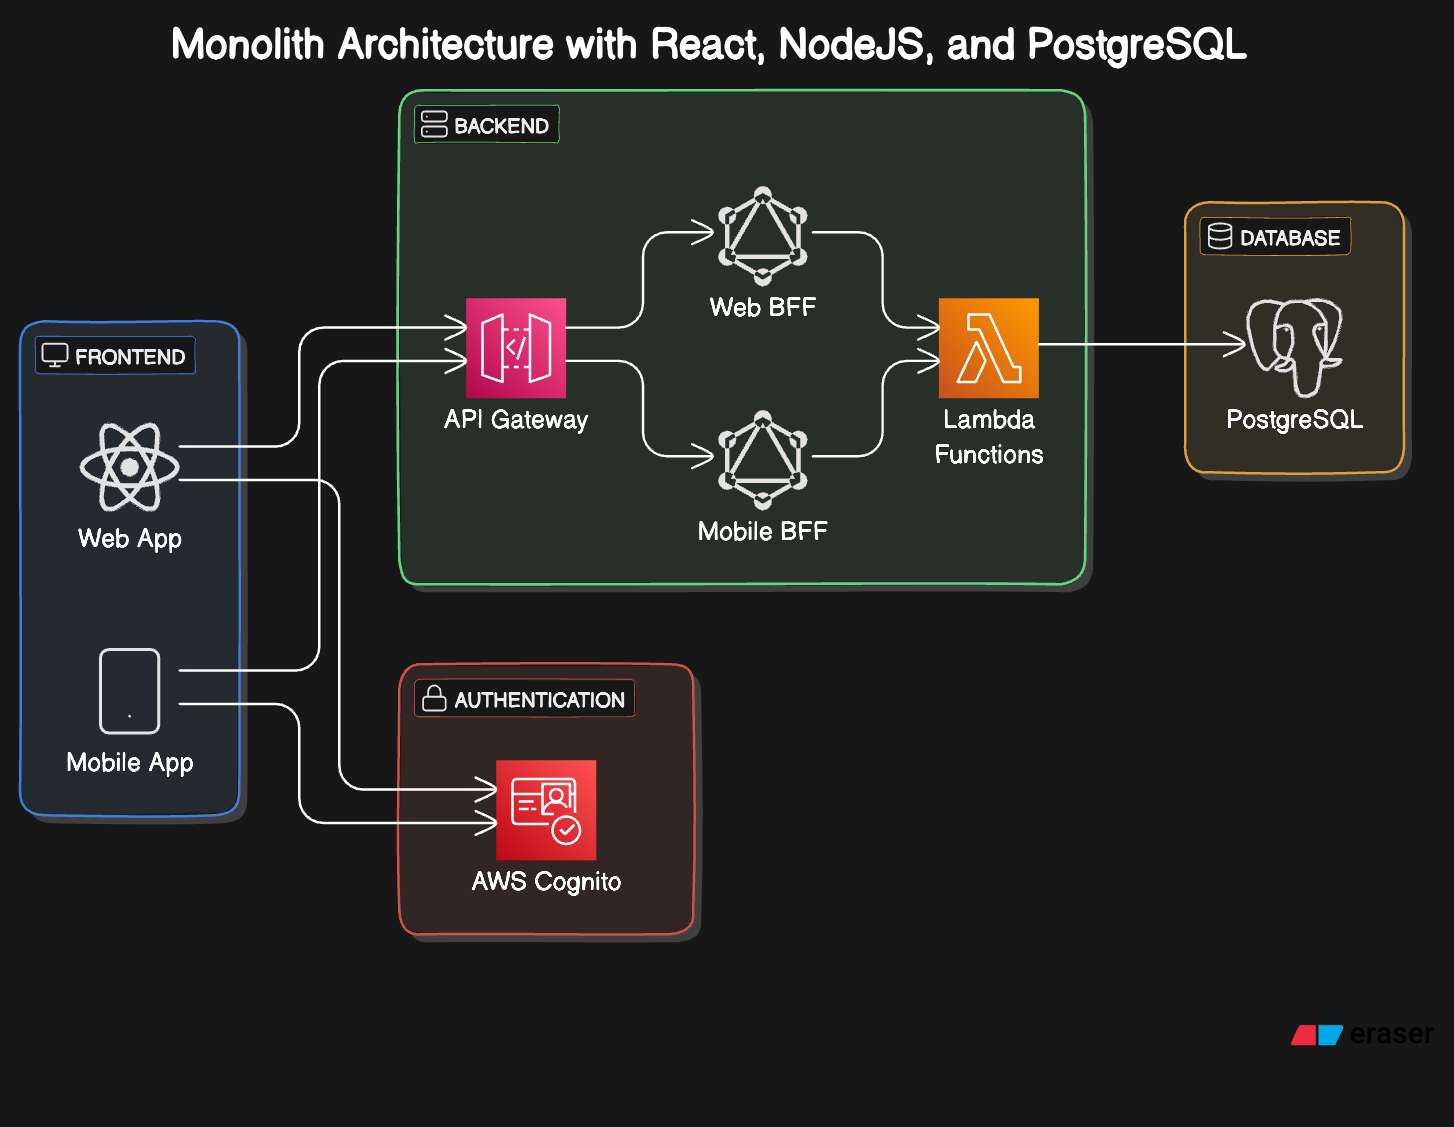 Monolith Architecture with React, NodeJS, and PostgreSQL
BACKEND
Web BFF
API Gateway
Mobile BFF
Lambda
Functions
DATABASE
PostgreSQL
FRONTEND
Web App
Mobile App
AUTHENTICATION
AWS Cognito
eraser